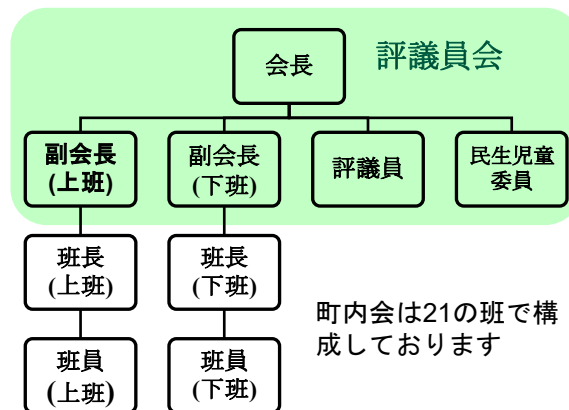 会長
評議員会
副会長
(上班)
副会長
(下班)
評議員
民生児童
委員
班長
(上班)
班長
(下班)
町内会は21の班で構
成しております
班員
(上班)
班員
(下班)